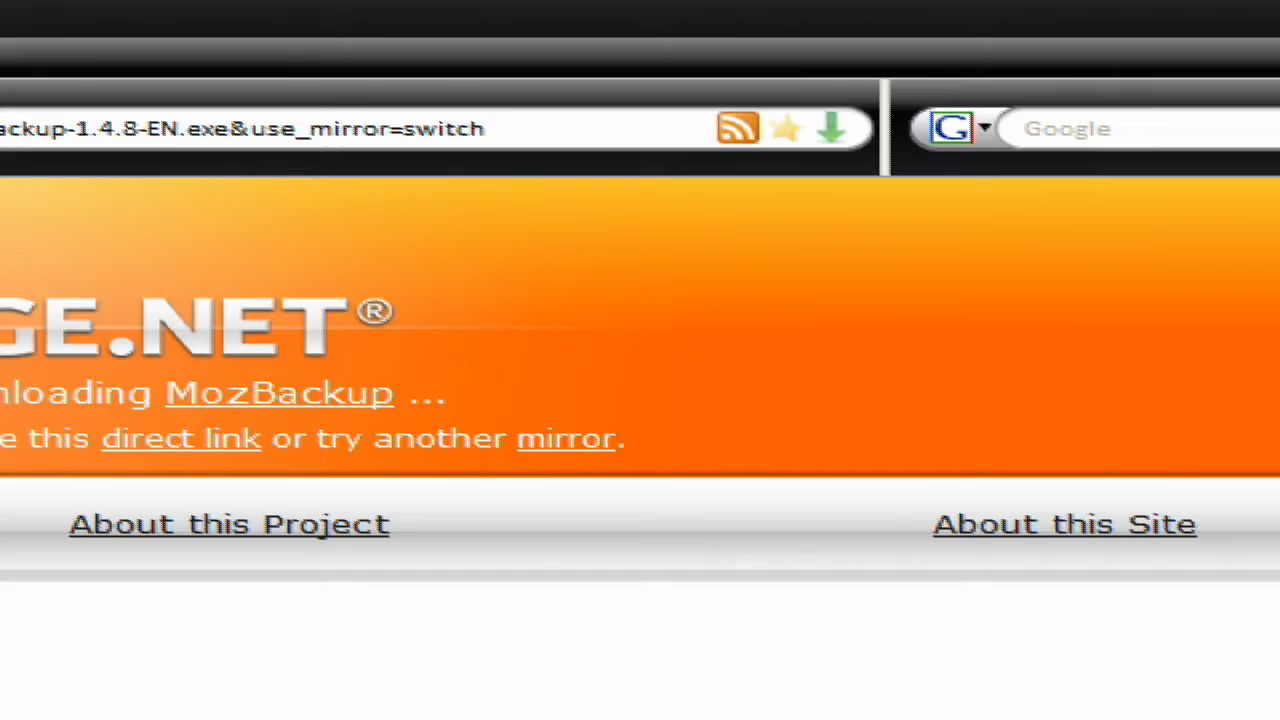 ackup-1.4.8-EN.exe&use_mirror=switch
G Google
GE.NET®
nloading MozBackup ...
e this direct link or try another mirror.
About this Project About this Site